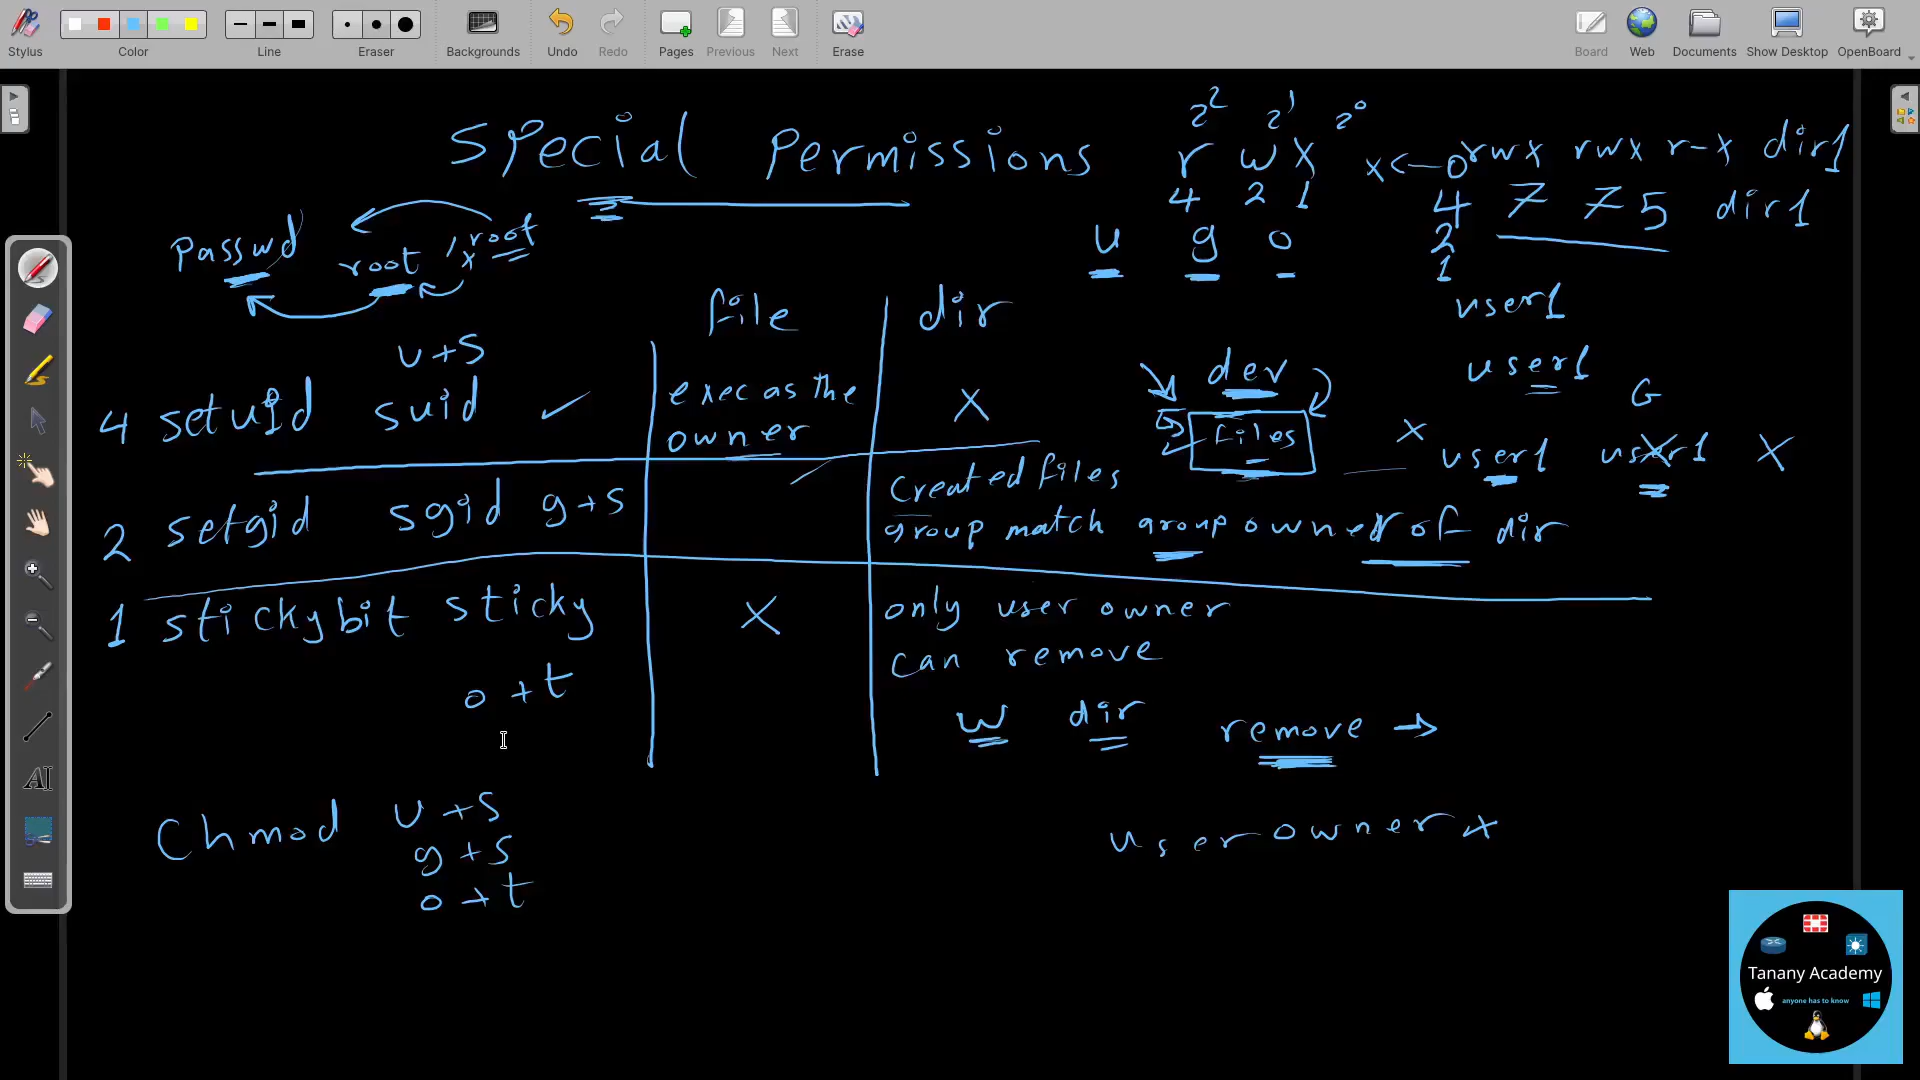 Stylus Color Line Eraser Backgrounds Undo Redo Pages Previous Next Erase Board Web Documents Show Desktop OpenBoard
2² 2¹ 2⁰
Special Permissions
r w x
x<—0 rwx rwx r-x dir1
4 2 1
4 7 7 5 dir1
Passwd root x root
u g o
2
1
file dir
user1
u+s
dev user1
G
4 setuid suid ✓
exec as the
owner
X
files
x user1 user1 X
2 setgid sgid g+s
Created files
group match group owner of dir
1 stickybit sticky
X
only user owner
can remove
o +t
w dir remove →
Chmod u+s
g+s
o+t
user owner x
Tanany Academy
anyone has to know